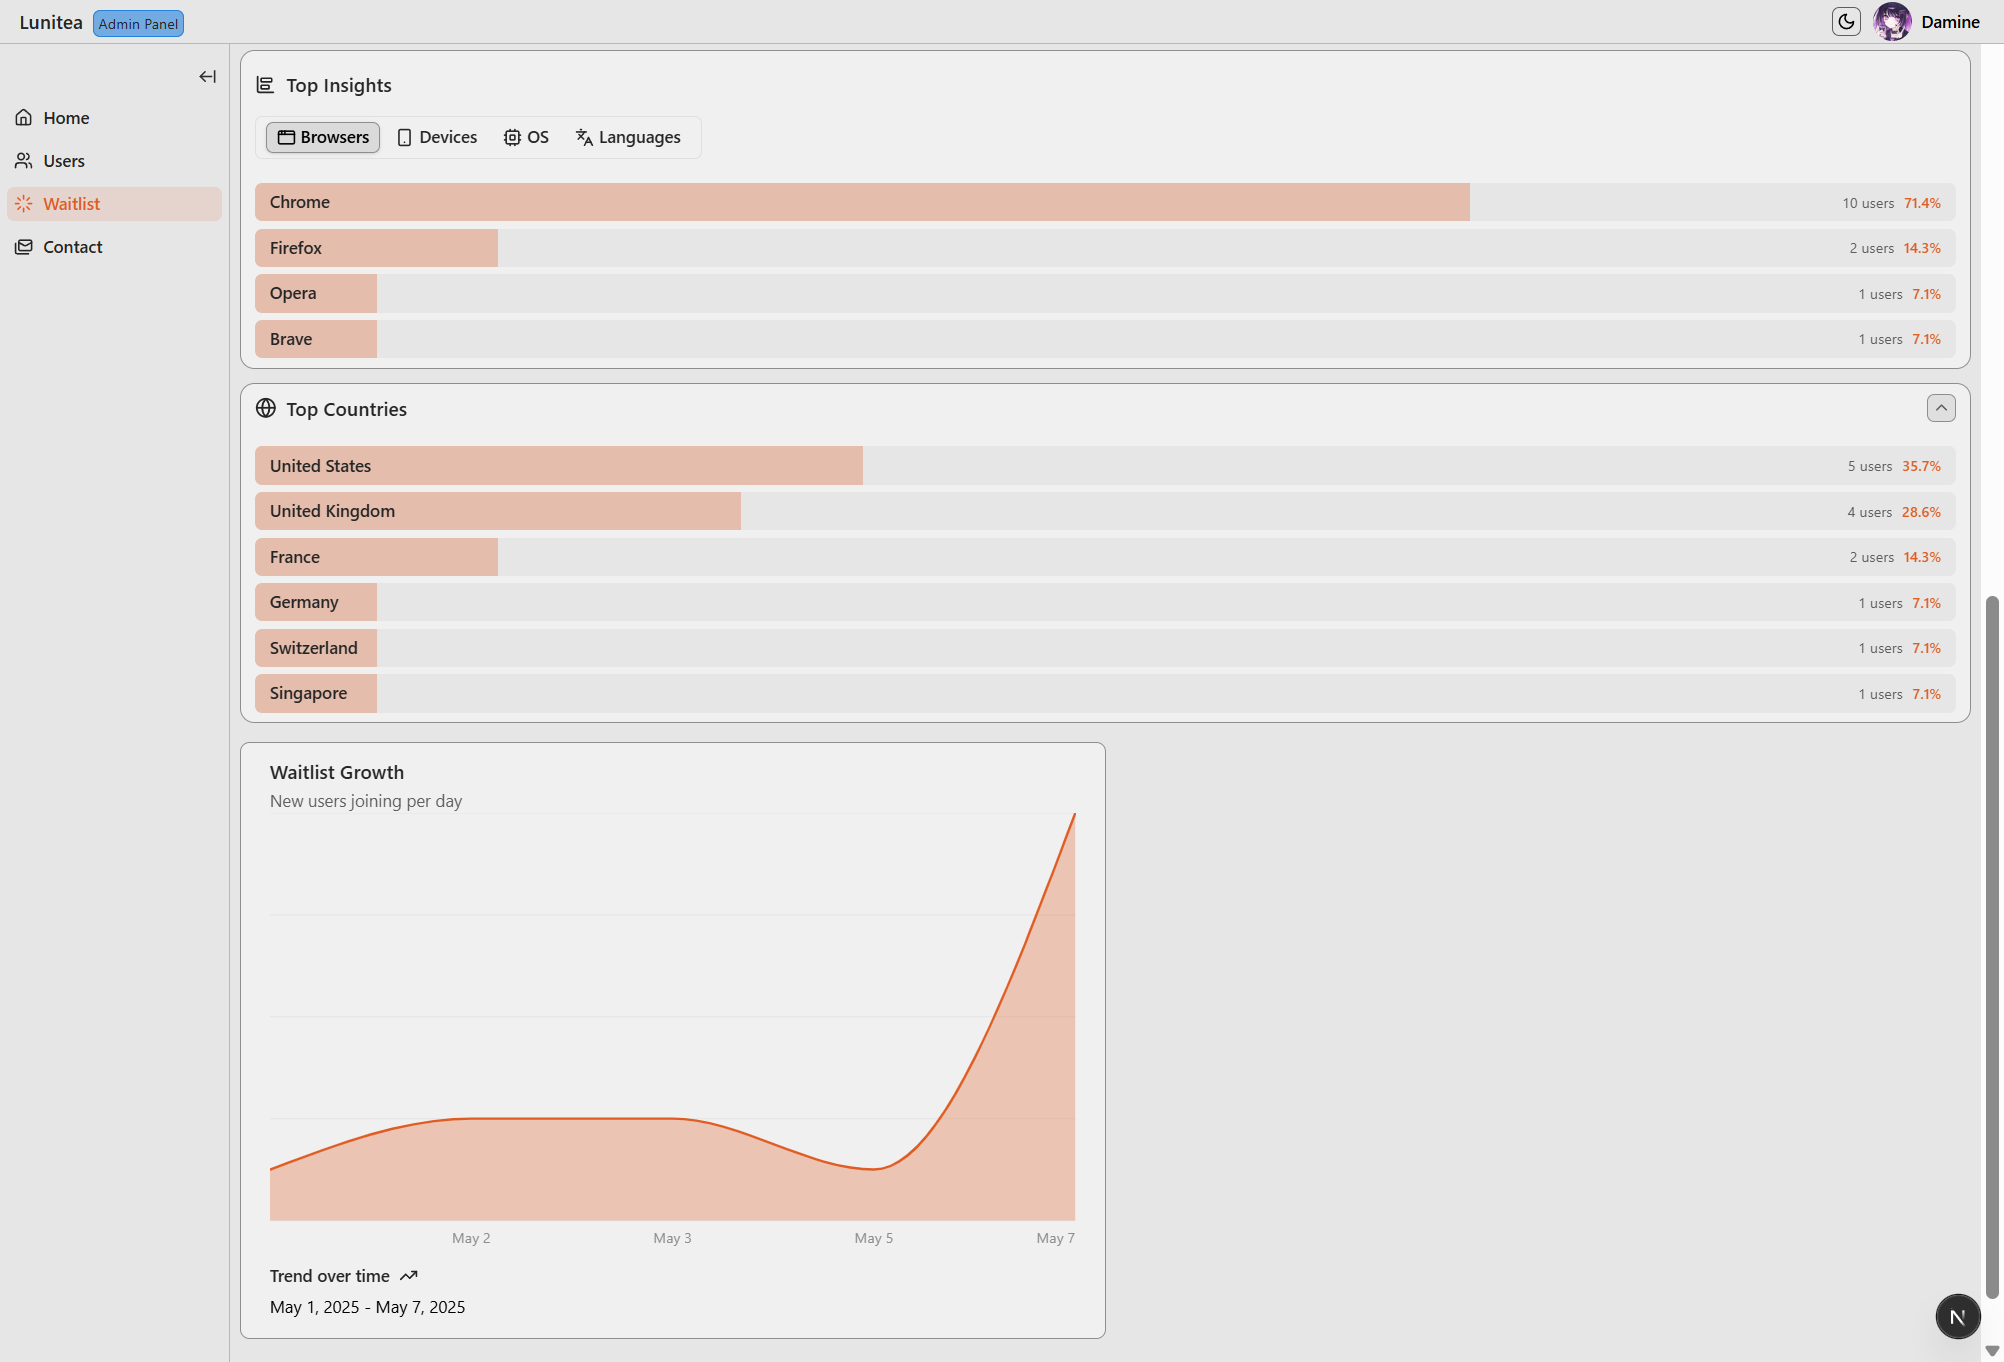 Lunitea Admin Panel
Damine
Home
Users
Waitlist
Contact
Top Insights
Browsers Devices OS Languages
Chrome 10 users 71.4%
Firefox 2 users 14.3%
Opera 1 users 7.1%
Brave 1 users 7.1%
Top Countries
United States 5 users 35.7%
United Kingdom 4 users 28.6%
France 2 users 14.3%
Germany 1 users 7.1%
Switzerland 1 users 7.1%
Singapore 1 users 7.1%
Waitlist Growth
New users joining per day
May 2 May 3 May 5 May 7
Trend over time
May 1, 2025 - May 7, 2025
N